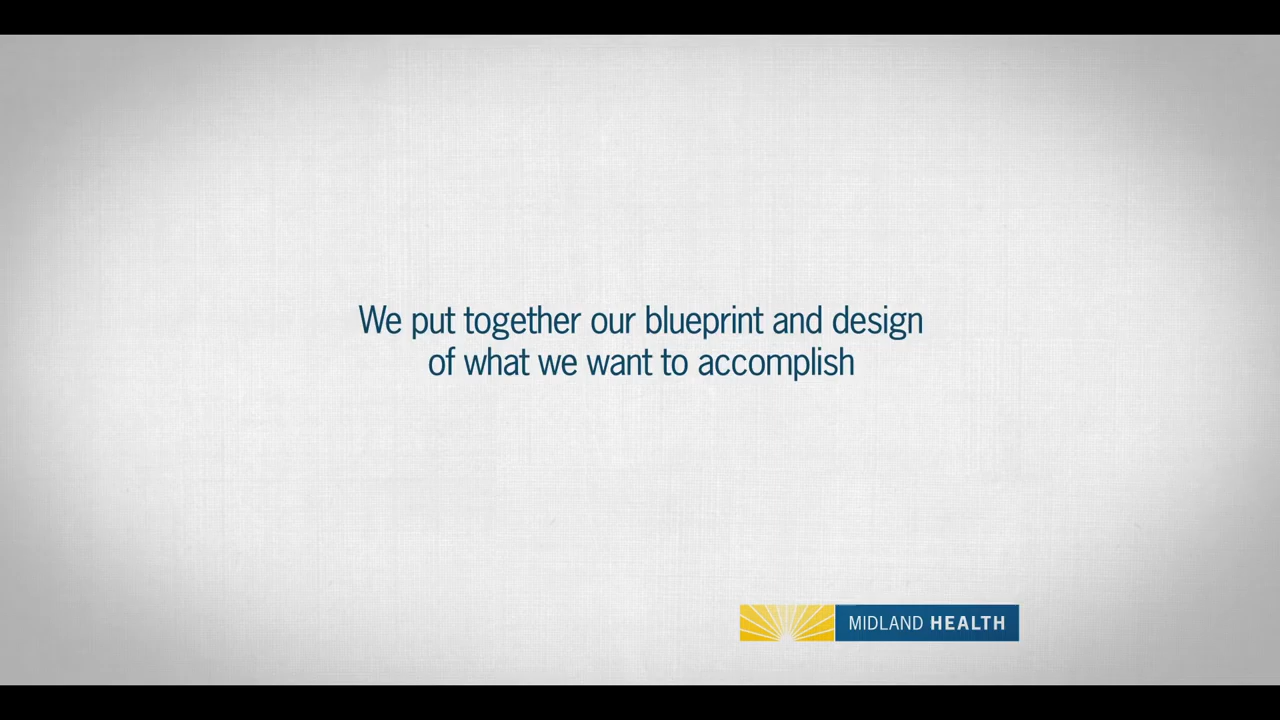 We put together our blueprint and design
of what we want to accomplish
MIDLAND HEALTH